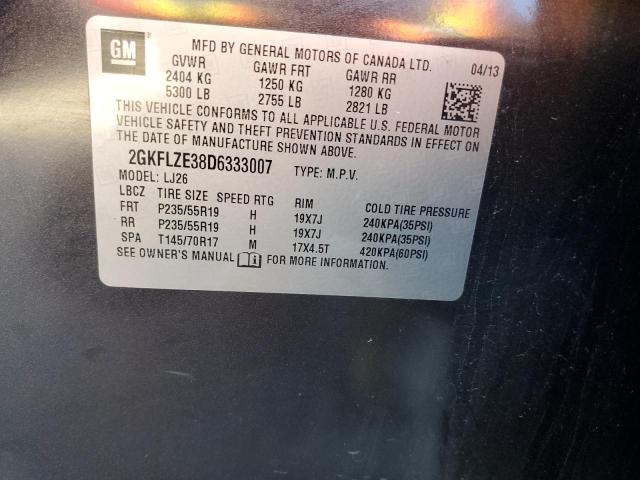 GM
MFD BY GENERAL MOTORS OF CANADA LTD.
04/13
GVWR GAWR FRT GAWR RR
2404 KG 1250 KG 1280 KG
5300 LB 2755 LB 2821 LB
THIS VEHICLE CONFORMS TO ALL APPLICABLE U.S. FEDERAL MOTOR
VEHICLE SAFETY AND THEFT PREVENTION STANDARDS IN EFFECT ON
THE DATE OF MANUFACTURE SHOWN ABOVE.
2GKFLZE38D6333007 TYPE: M.P.V.
MODEL: LJ26
LBCZ TIRE SIZE SPEED RTG RIM COLD TIRE PRESSURE
FRT P235/55R19 H 19X7J 240KPA(35PSI)
RR P235/55R19 H 19X7J 240KPA(35PSI)
SPA T145/70R17 M 17X4.5T 420KPA(60PSI)
SEE OWNER'S MANUAL FOR MORE INFORMATION.